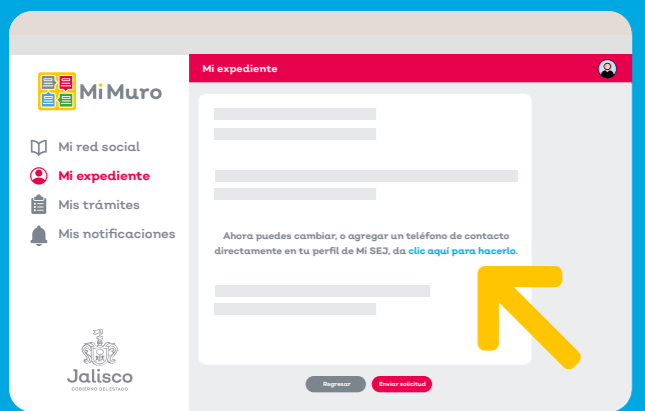 Mi expediente
Mi Muro
Mi red social
Mi expediente
Mis trámites
Mis notificaciones
Ahora puedes cambiar, o agregar un teléfono de contacto
directamente en tu perfil de Mi SEJ, da clic aquí para hacerlo.
Jalisco
GOBIERNO DEL ESTADO
Regresar
Enviar solicitud